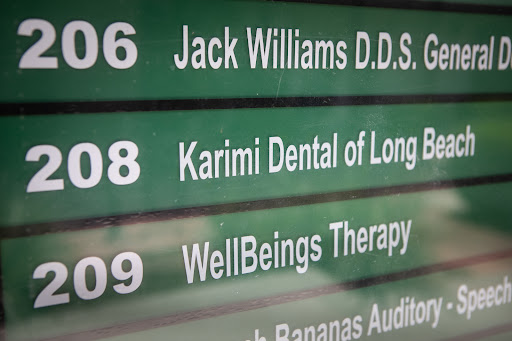 206 Jack Williams D.D.S. General
208 Karimi Dental of Long Beach
209 WellBeings Therapy
Bananas Auditory - Speech